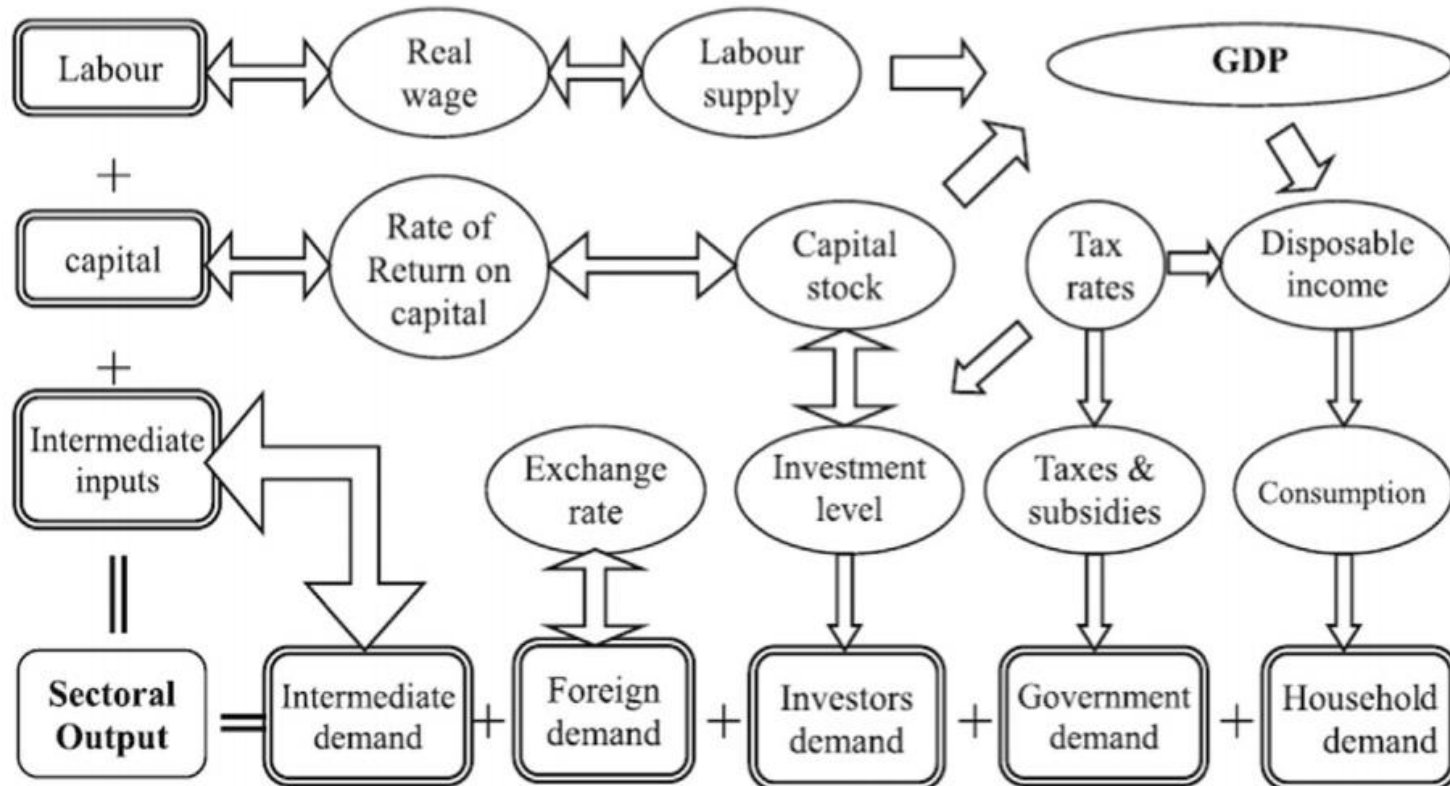 Labour
Real
wage
Labour
supply
GDP
+
capital
Rate of
Return on
capital
Capital
stock
Tax
rates
Disposable
income
+
Intermediate
inputs
Exchange
rate
Investment
level
Taxes &
subsidies
Consumption
Sectoral
Output
=
Intermediate
demand
+
Foreign
demand
+
Investors
demand
+
Government
demand
+
Household
demand